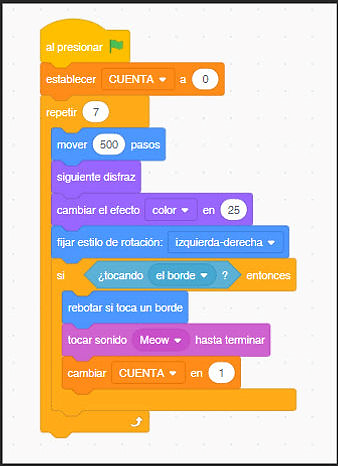 al presionar
establecer CUENTA a 0
repetir 7
mover 500 pasos
siguiente disfraz
cambiar el efecto color en 25
fijar estilo de rotación: izquierda-derecha
si ¿tocando el borde ? entonces
rebotar si toca un borde
tocar sonido Meow hasta terminar
cambiar CUENTA en 1